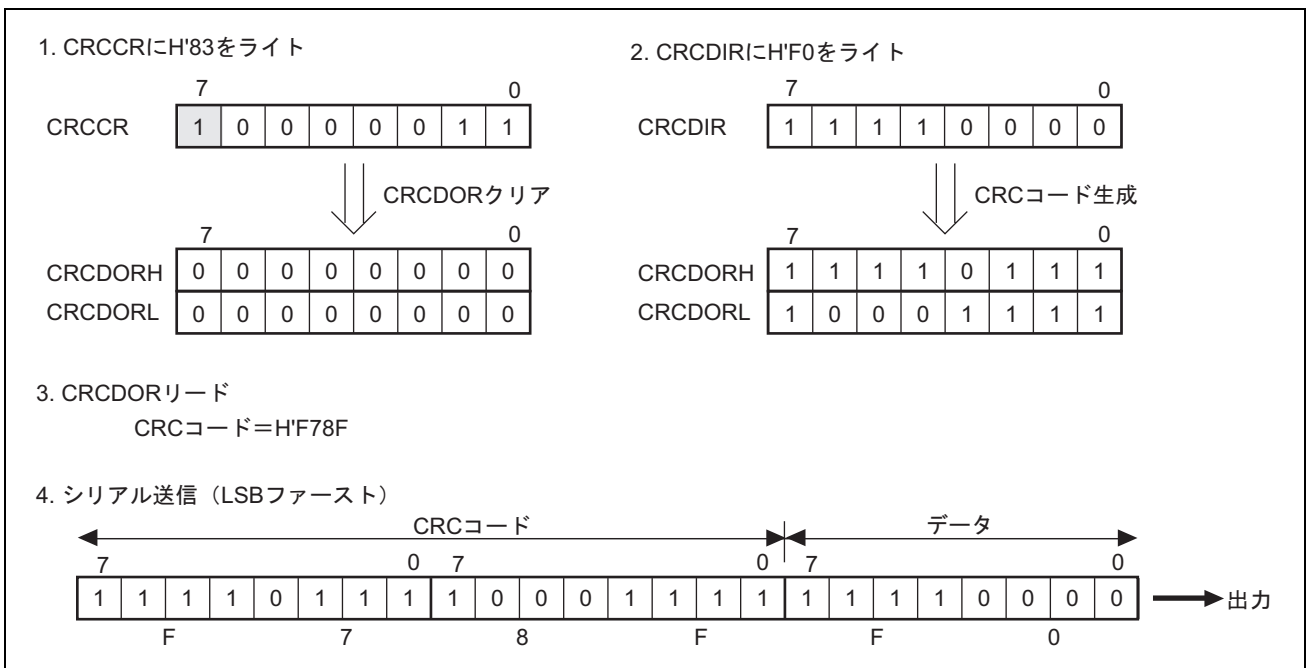 1. CRCCRにH'83をライト
7 0
CRCCR 1 0 0 0 0 0 1 1
CRCDORクリア
7 0
CRCDORH 0 0 0 0 0 0 0 0
CRCDORL 0 0 0 0 0 0 0 0
2. CRCDIRにH'F0をライト
7 0
CRCDIR 1 1 1 1 0 0 0 0
CRCコード生成
7 0
CRCDORH 1 1 1 1 0 1 1 1
CRCDORL 1 0 0 0 1 1 1 1
3. CRCDORリード
CRCコード＝H'F78F
4. シリアル送信（LSBファースト）
CRCコード データ
7 0 7 0 7 0
1 1 1 1 0 1 1 1 1 0 0 0 1 1 1 1 1 1 1 1 0 0 0 0 出力
F 7 8 F F 0